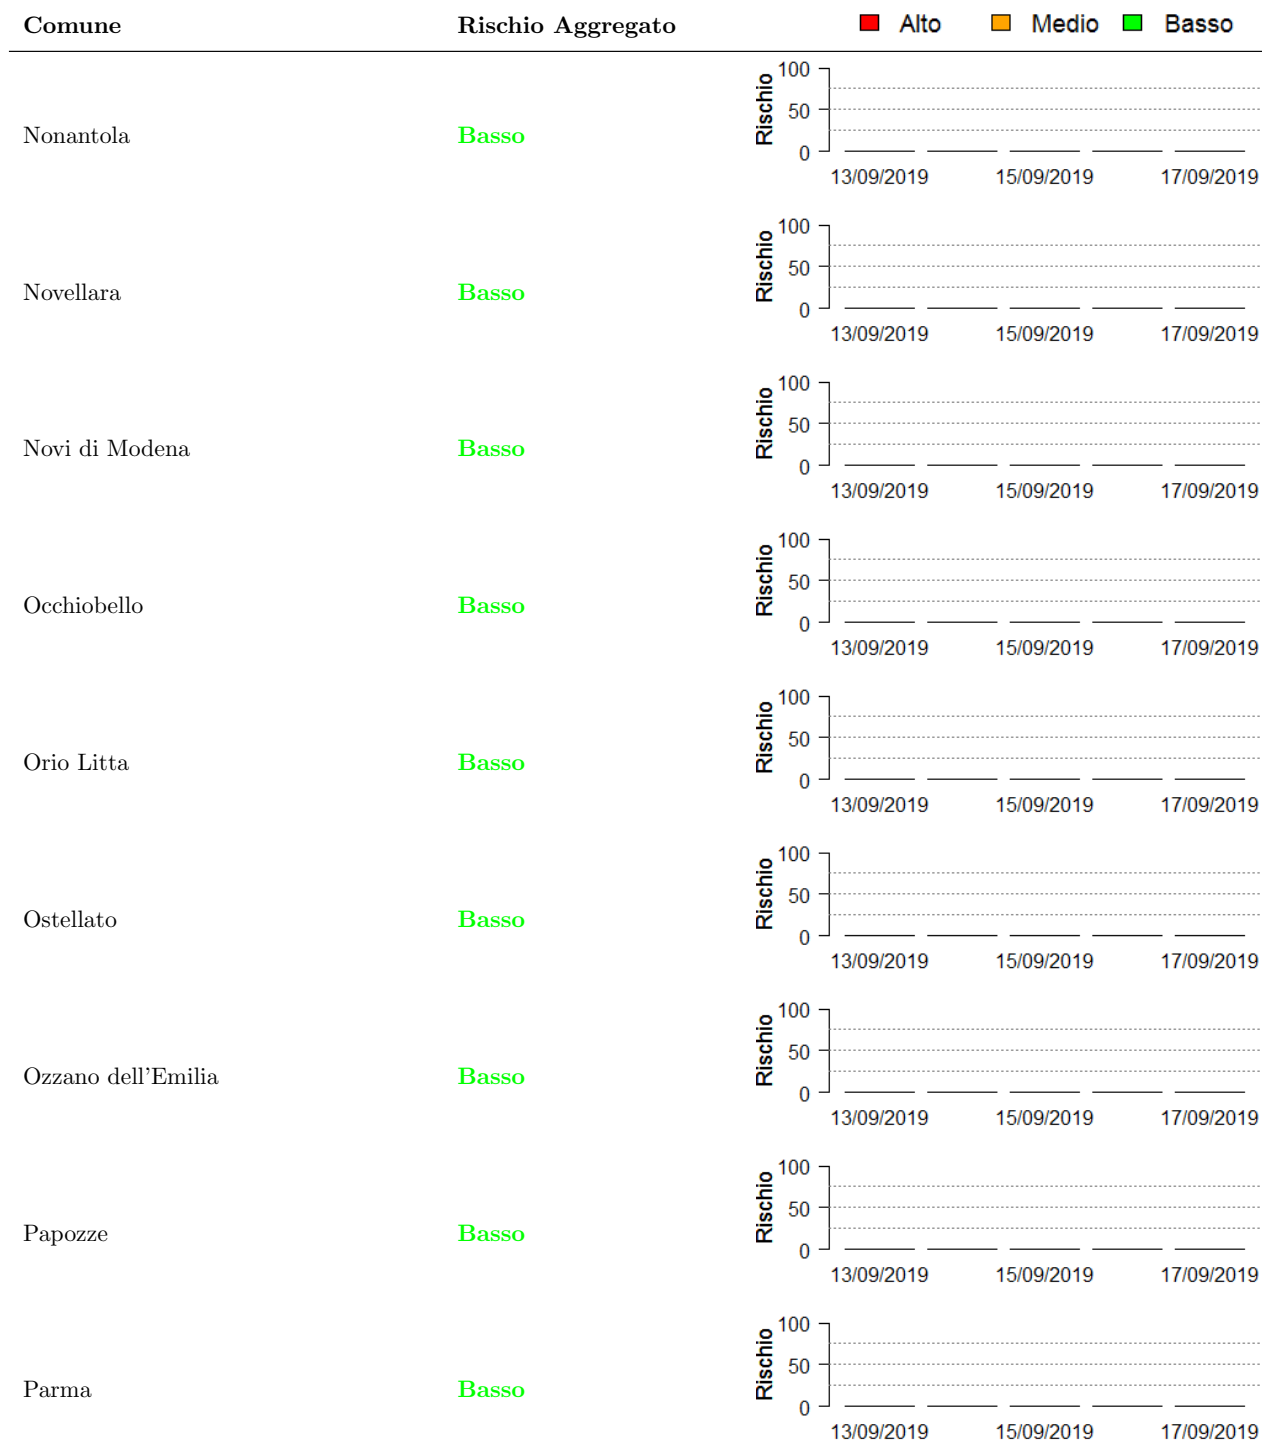 Comune Rischio Aggregato Alto Medio Basso
100
50
0
Rischio
Nonantola Basso
13/09/2019 15/09/2019 17/09/2019
100
50
0
Rischio
Novellara Basso
13/09/2019 15/09/2019 17/09/2019
100
50
0
Rischio
Novi di Modena Basso
13/09/2019 15/09/2019 17/09/2019
100
50
0
Rischio
Occhiobello Basso
13/09/2019 15/09/2019 17/09/2019
100
50
0
Rischio
Orio Litta Basso
13/09/2019 15/09/2019 17/09/2019
100
50
0
Rischio
Ostellato Basso
13/09/2019 15/09/2019 17/09/2019
100
50
0
Rischio
Ozzano dell'Emilia Basso
13/09/2019 15/09/2019 17/09/2019
100
50
0
Rischio
Papozze Basso
13/09/2019 15/09/2019 17/09/2019
100
50
0
Rischio
Parma Basso
13/09/2019 15/09/2019 17/09/2019